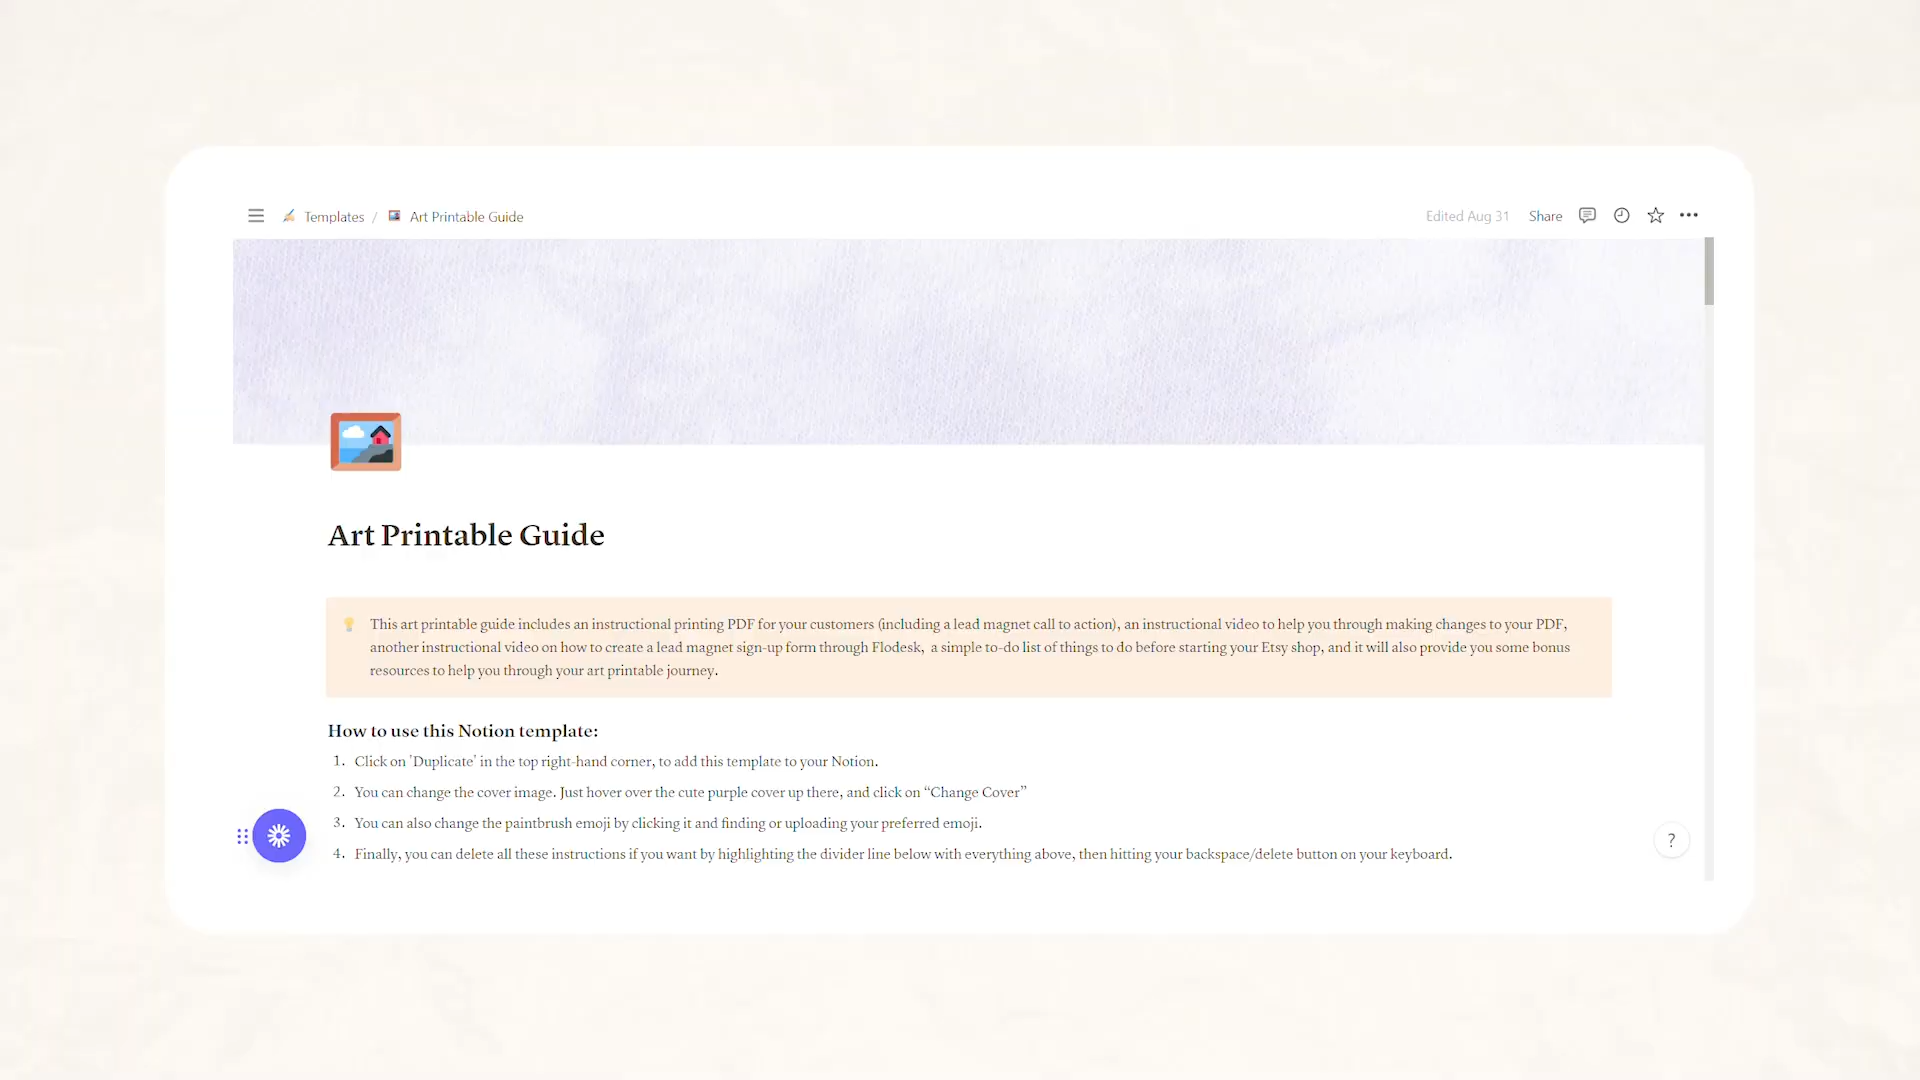 Templates / Art Printable Guide
Edited Aug 31 Share
Art Printable Guide
This art printable guide includes an instructional printing PDF for your customers (including a lead magnet call to action), an instructional video to help you through making changes to your PDF,
another instructional video on how to create a lead magnet sign-up form through Flodesk, a simple to-do list of things to do before starting your Etsy shop, and it will also provide you some bonus
resources to help you through your art printable journey.
How to use this Notion template:
1. Click on 'Duplicate' in the top right-hand corner, to add this template to your Notion.
2. You can change the cover image. Just hover over the cute purple cover up there, and click on “Change Cover”
3. You can also change the paintbrush emoji by clicking it and finding or uploading your preferred emoji.
4. Finally, you can delete all these instructions if you want by highlighting the divider line below with everything above, then hitting your backspace/delete button on your keyboard.
?